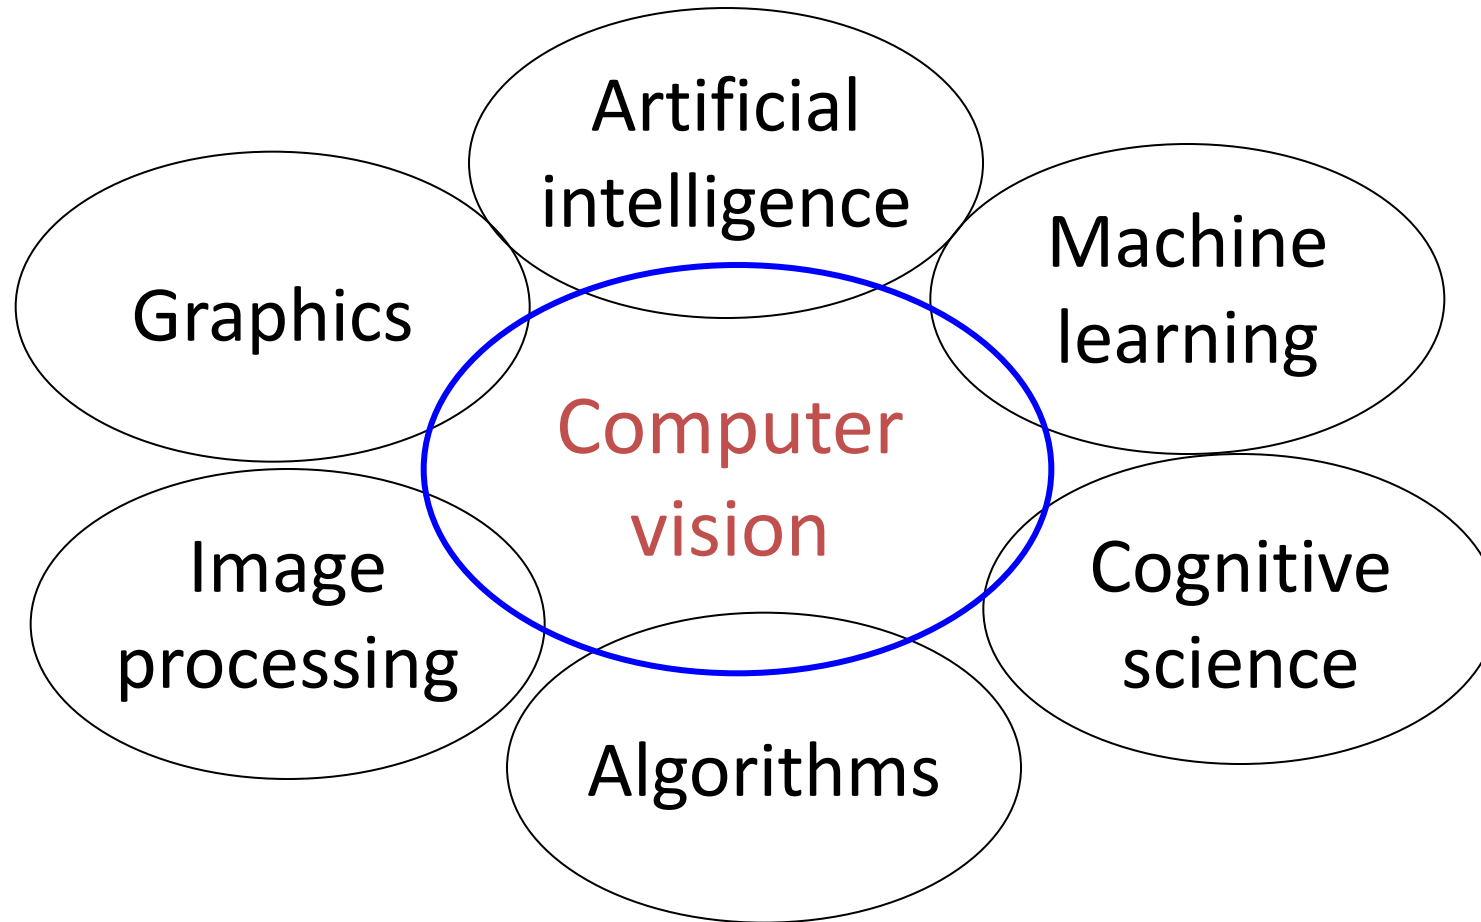 Artificial
intelligence
Machine
learning
Graphics
Computer
vision
Image
processing
Cognitive
science
Algorithms